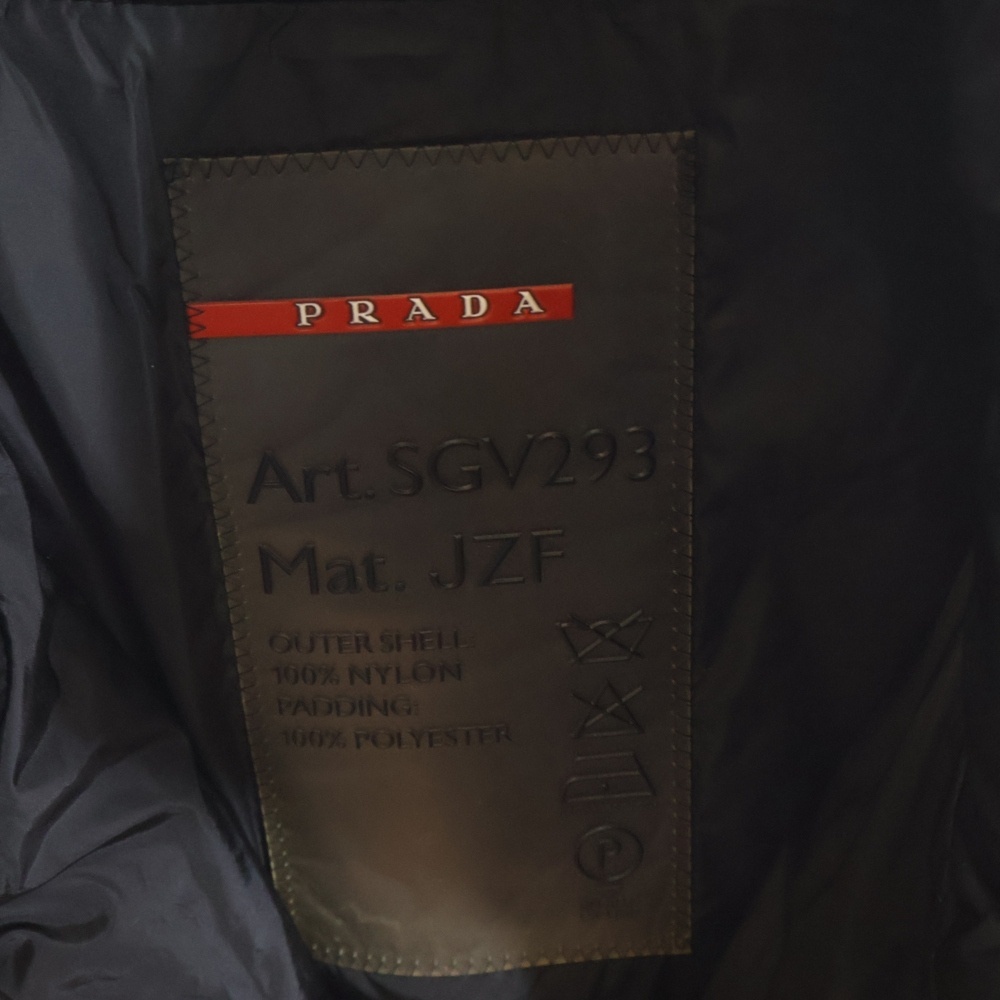 PRADA
Art. SGV293
Mat. JZF
OUTER SHELL:
100% NYLON
PADDING:
100% POLYESTER
P